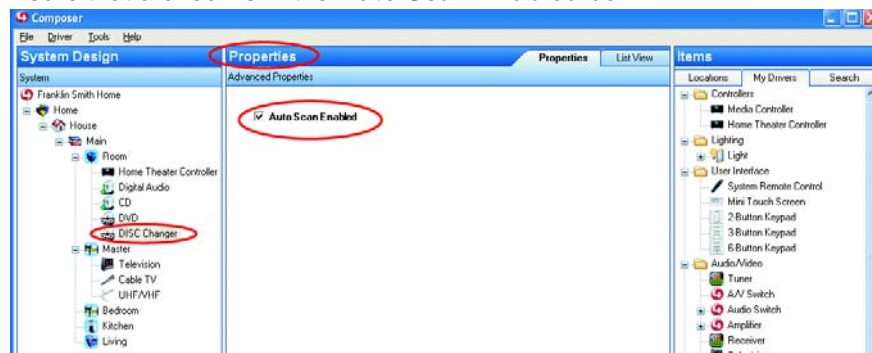 Composer
File Driver Tools Help
System Design
System
Franklin Smith Home
Home
House
Main
Room
Home Theater Controller
Digital Audio
CD
DVD
DISC Changer
Master
Television
Cable TV
UHF/VHF
Bedroom
Kitchen
Living
Properties
Properties
List View
Advanced Properties
Auto Scan Enabled
Items
Locations
My Drivers
Search
Controllers
Media Controller
Home Theater Controller
Lighting
Light
User Interface
System Remote Control
Mini Touch Screen
2-Button Keypad
3-Button Keypad
6-Button Keypad
Audio/Video
Tuner
A/V Switch
Audio Switch
Amplifier
Receiver